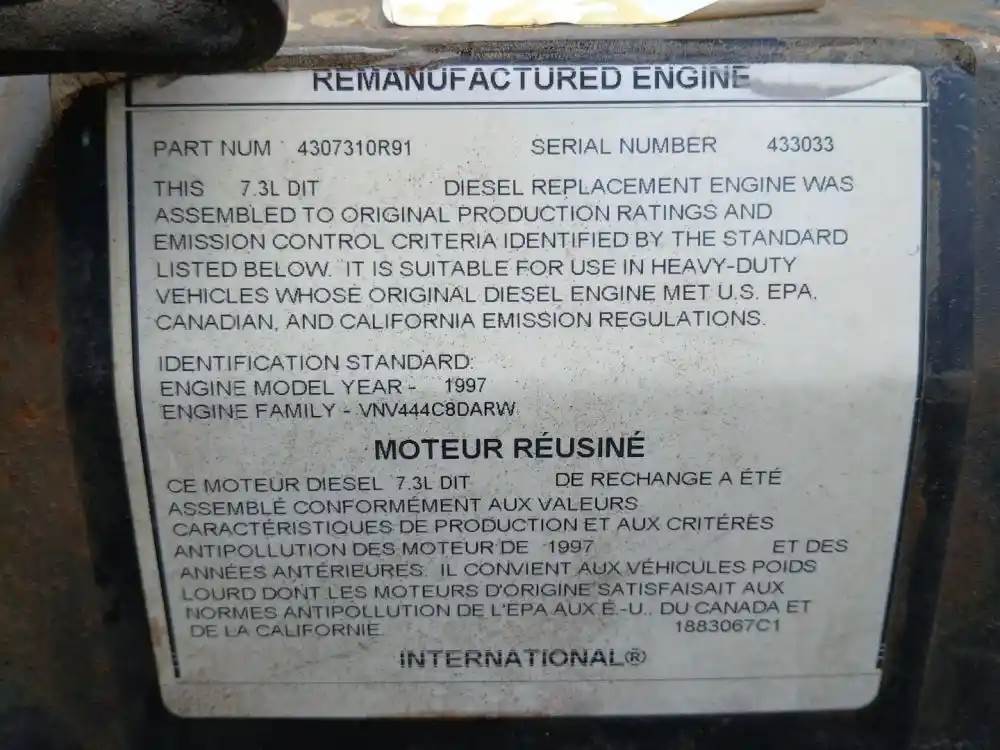 REMANUFACTURED ENGINE
PART NUM 4307310R91 SERIAL NUMBER 433033
THIS 7.3L DIT DIESEL REPLACEMENT ENGINE WAS
ASSEMBLED TO ORIGINAL PRODUCTION RATINGS AND
EMISSION CONTROL CRITERIA IDENTIFIED BY THE STANDARD
LISTED BELOW. IT IS SUITABLE FOR USE IN HEAVY-DUTY
VEHICLES WHOSE ORIGINAL DIESEL ENGINE MET U.S. EPA,
CANADIAN, AND CALIFORNIA EMISSION REGULATIONS.
IDENTIFICATION STANDARD:
ENGINE MODEL YEAR - 1997
ENGINE FAMILY - VNV444C8DARW
MOTEUR RÉUSINÉ
CE MOTEUR DIESEL 7.3L DIT DE RECHANGE A ÉTÉ
ASSEMBLÉ CONFORMÉMENT AUX VALEURS
CARACTÉRISTIQUES DE PRODUCTION ET AUX CRITÉRES
ANTIPOLLUTION DES MOTEUR DE 1997 ET DES
ANNÉES ANTÉRIEURES. IL CONVIENT AUX VÉHICULES POIDS
LOURD DONT LES MOTEURS D'ORIGINE SATISFAISAIT AUX
NORMES ANTIPOLLUTION DE L'ÉPA AUX É.-U., DU CANADA ET
DE LA CALIFORNIE. 1883067C1
INTERNATIONAL®